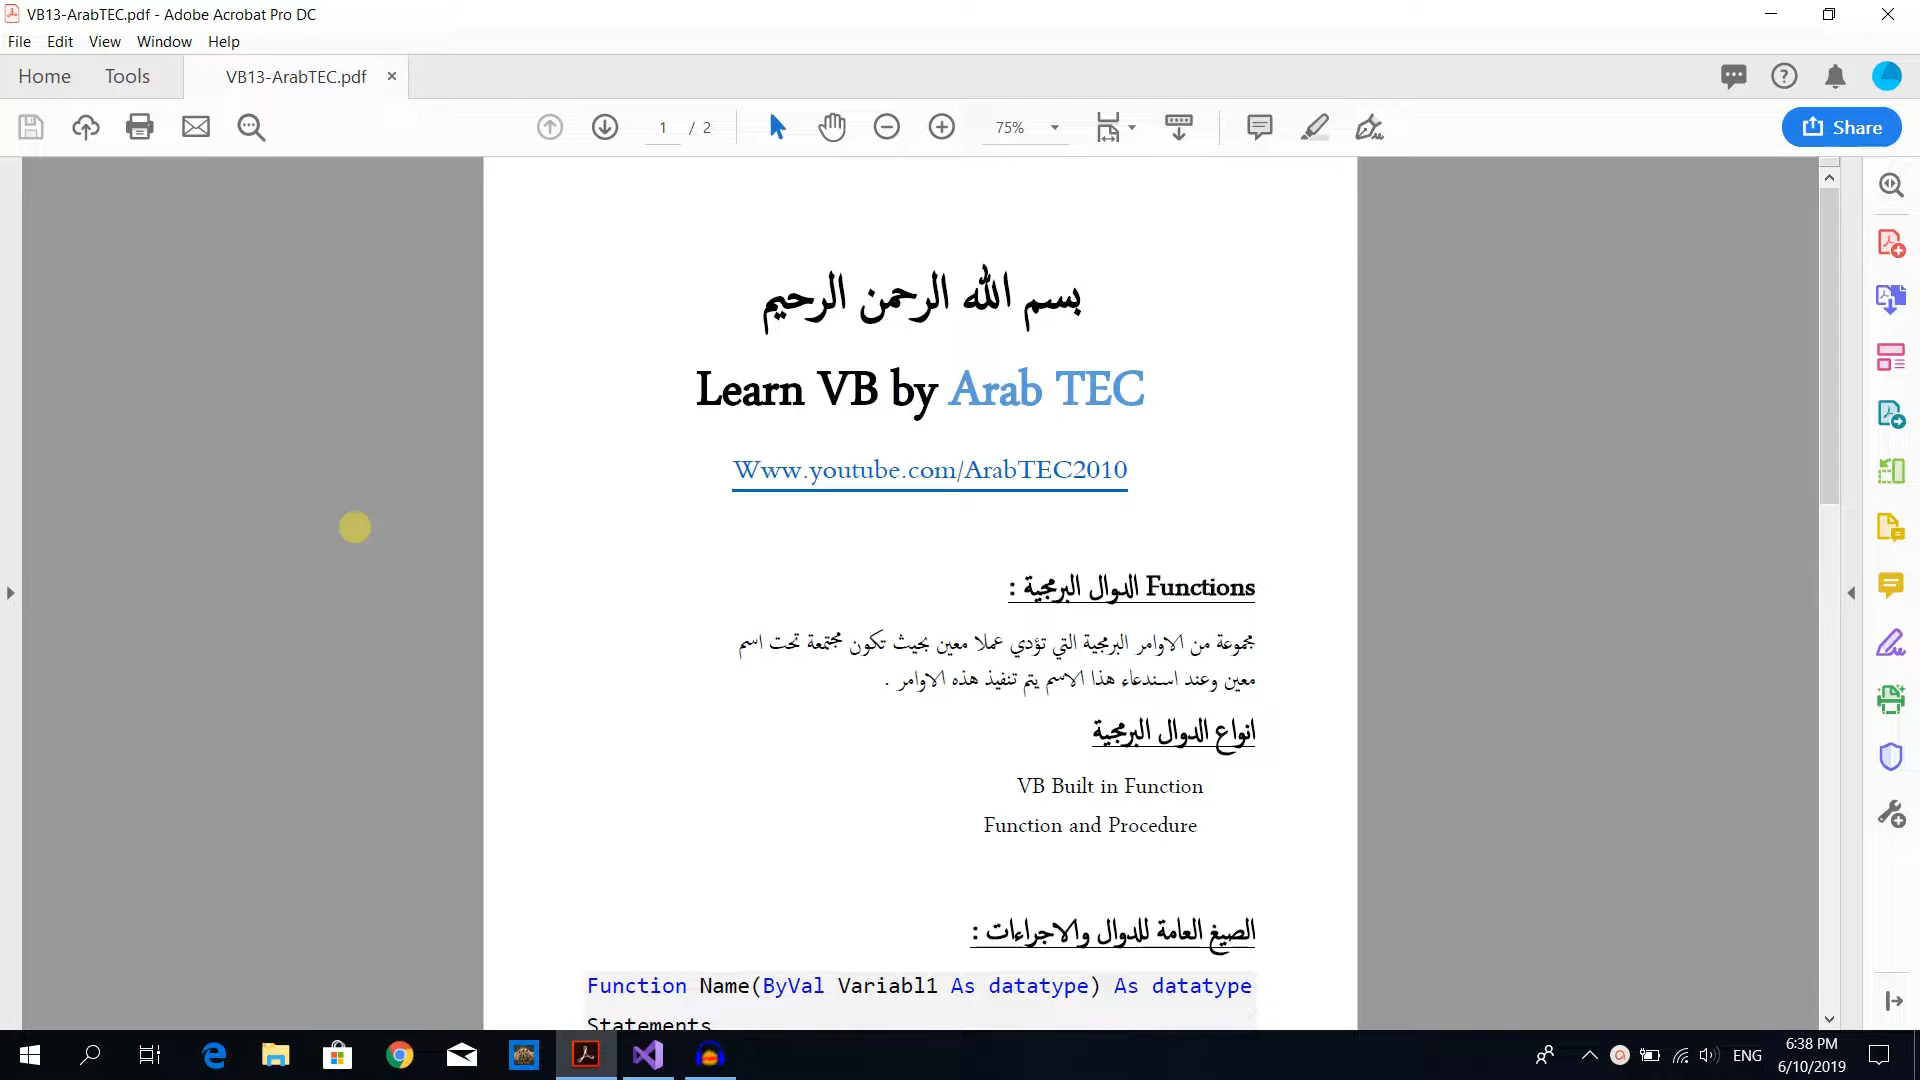 VB13-ArabTEC.pdf - Adobe Acrobat Pro DC
File Edit View Window Help
Home Tools VB13-ArabTEC.pdf
1 / 2 75% Share
بسم الله الرحمن الرحيم
Learn VB by Arab TEC
Www.youtube.com/ArabTEC2010
Functions الدوال البرمجية :
مجموعة من الاوامر البرمجية التي تؤدي عملا معين بحيث تكون مجتمعة تحت اسم
معين وعند استدعاء هذا الاسم يتم تنفيذ هذه الاوامر .
انواع الدوال البرمجية
VB Built in Function
Function and Procedure
الصيغ العامة للدوال والاجراءات :
Function Name(ByVal Variabl1 As datatype) As datatype
Statements
ENG
6:38 PM
6/10/2019